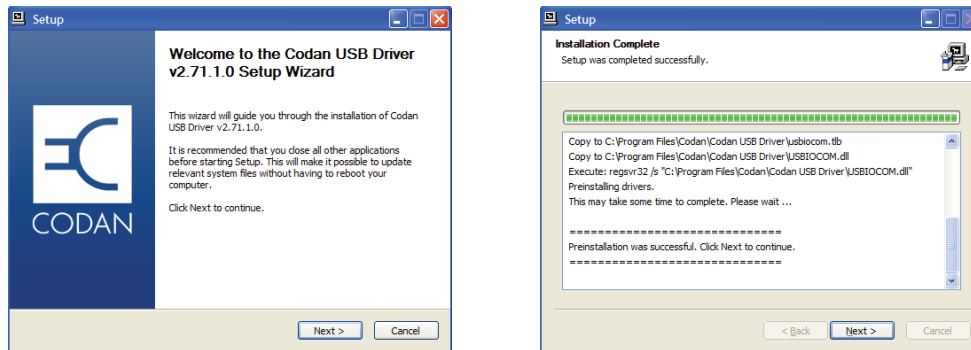 Setup
Welcome to the Codan USB Driver
v2.71.1.0 Setup Wizard
This wizard will guide you through the installation of Codan
USB Driver v2.71.1.0.
It is recommended that you close all other applications
before starting Setup. This will make it possible to update
relevant system files without having to reboot your
computer.
Click Next to continue.
CODAN
Next >
Cancel
Setup
Installation Complete
Setup was completed successfully.
Copy to C:\Program Files\Codan\Codan USB Driver\usbiocom.tlb
Copy to C:\Program Files\Codan\Codan USB Driver\USBIOCOM.dll
Execute: regsvr32 /s "C:\Program Files\Codan\Codan USB Driver\USBIOCOM.dll"
Preinstalling drivers.
This may take some time to complete. Please wait ...
==============================
Preinstallation was successful. Click Next to continue.
==============================
< Back
Next >
Cancel